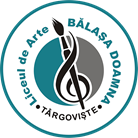 Liceul de Arte BĂLAȘA DOAMNA
• TÂRGOVIȘTE •